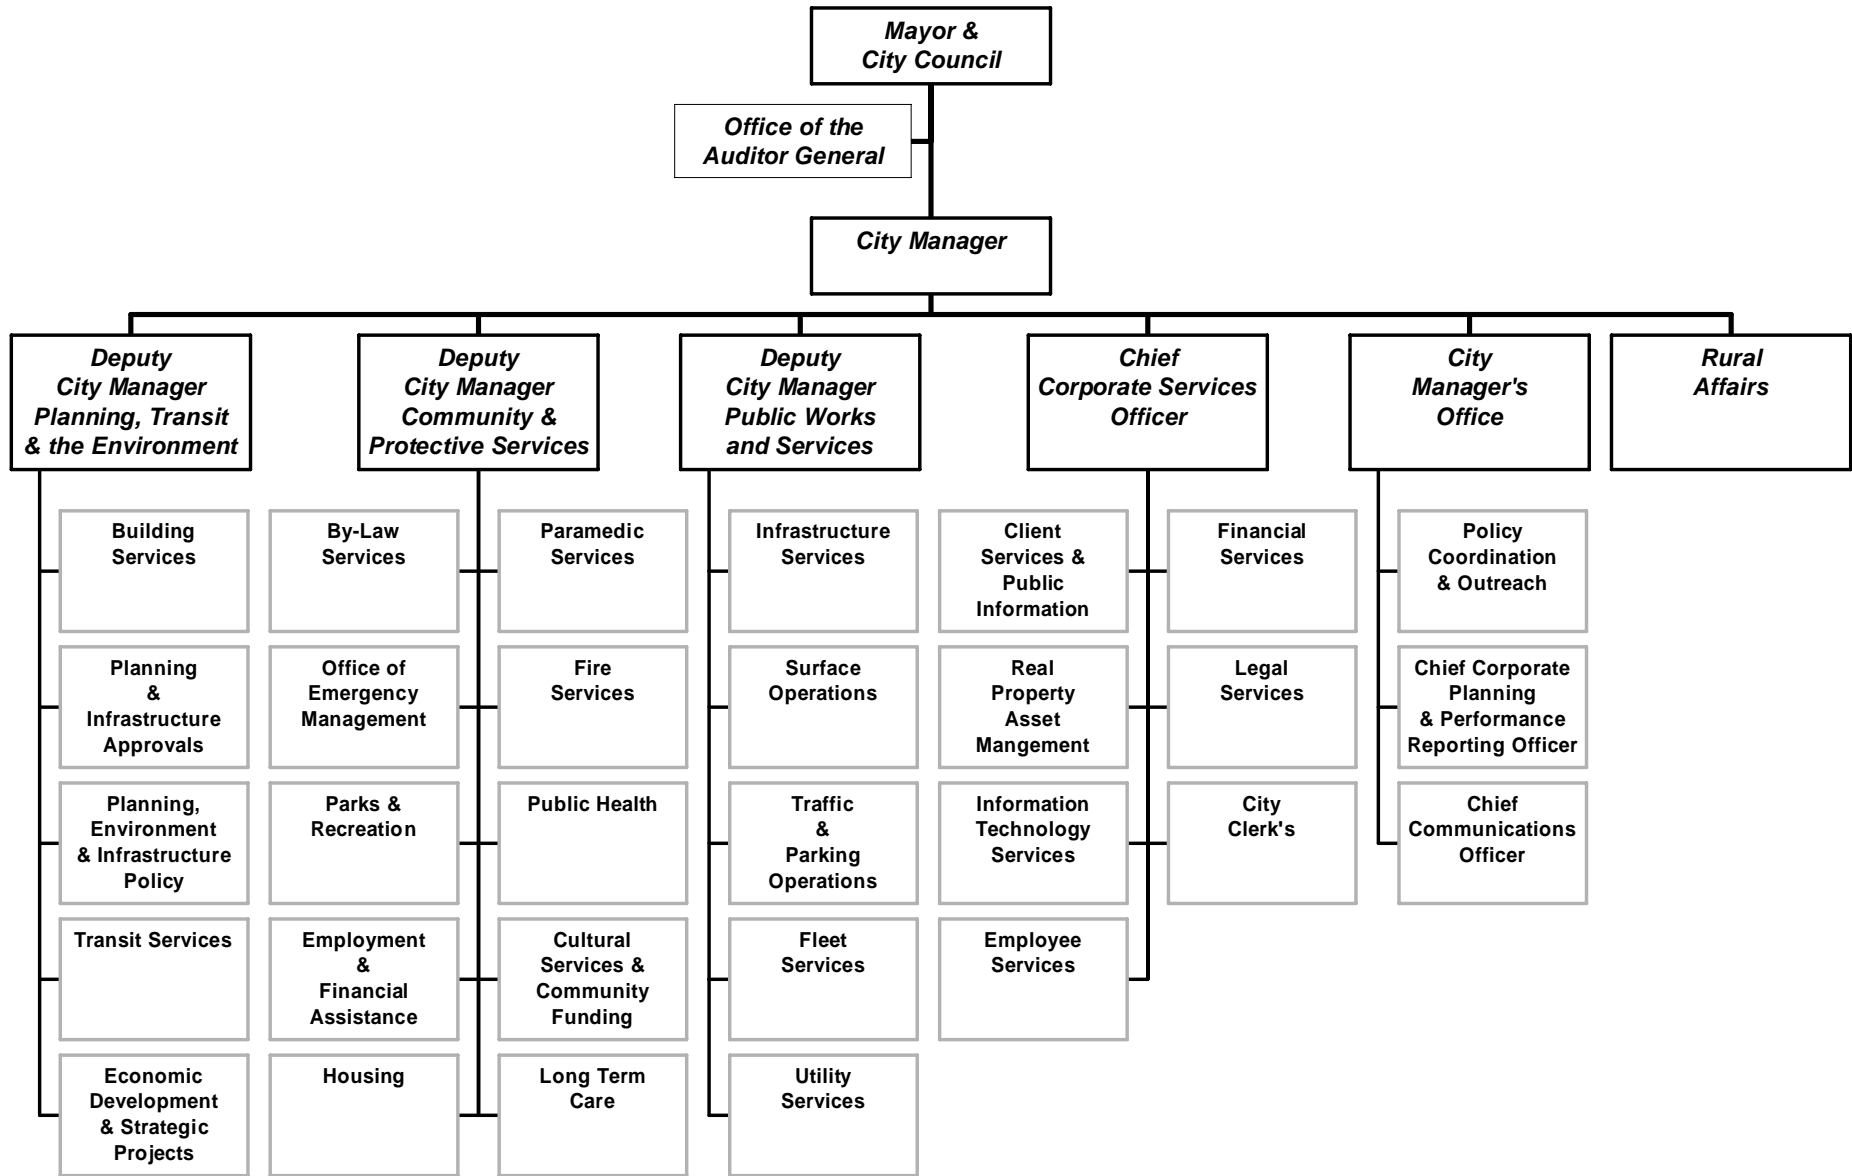 Mayor &
City Council
Office of the
Auditor General
City Manager
Deputy
City Manager
Planning, Transit
& the Environment
Deputy
City Manager
Community &
Protective Services
Deputy
City Manager
Public Works
and Services
Chief
Corporate Services
Officer
City
Manager's
Office
Rural
Affairs
Building
Services
By-Law
Services
Paramedic
Services
Infrastructure
Services
Client
Services &
Public
Information
Financial
Services
Policy
Coordination
& Outreach
Planning
&
Infrastructure
Approvals
Office of
Emergency
Management
Fire
Services
Surface
Operations
Real
Property
Asset
Mangement
Legal
Services
Chief Corporate
Planning
& Performance
Reporting Officer
Planning,
Environment
& Infrastructure
Policy
Parks &
Recreation
Public Health
Traffic
&
Parking
Operations
Information
Technology
Services
City
Clerk's
Chief
Communications
Officer
Transit Services
Employment
&
Financial
Assistance
Cultural
Services &
Community
Funding
Fleet
Services
Employee
Services
Economic
Development
& Strategic
Projects
Housing
Long Term
Care
Utility
Services